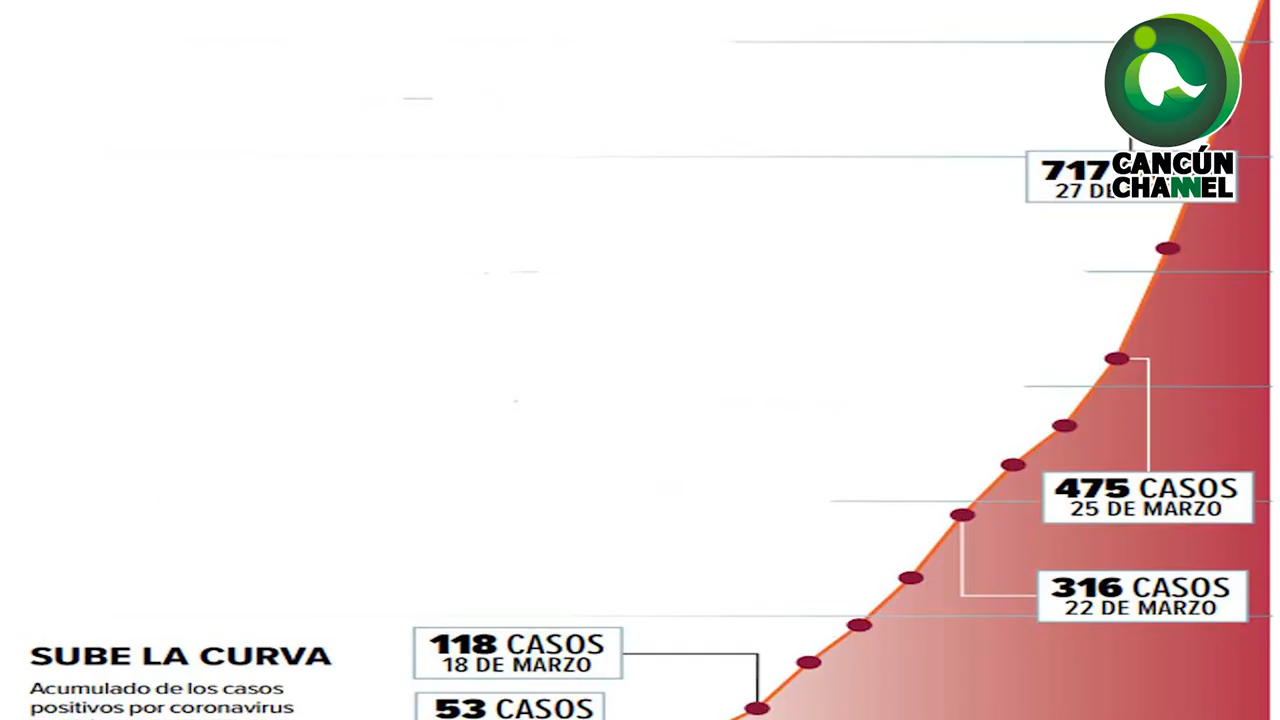 CANCÚN
CHANNEL
717
27 DE
475 CASOS
25 DE MARZO
316 CASOS
22 DE MARZO
118 CASOS
18 DE MARZO
53 CASOS
SUBE LA CURVA
Acumulado de los casos
positivos por coronavirus